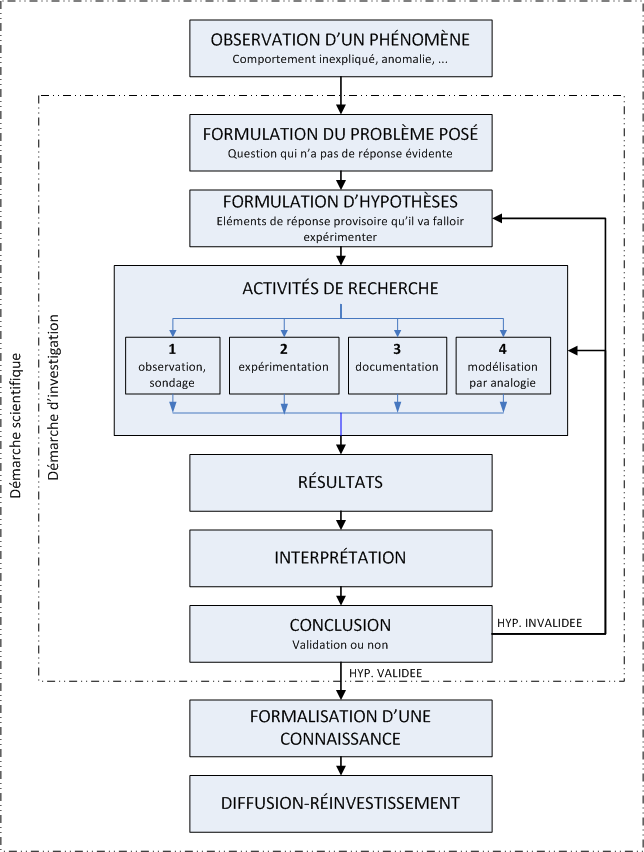 OBSERVATION D'UN PHÉNOMÈNE
Comportement inexpliqué, anomalie, ...
FORMULATION DU PROBLÈME POSÉ
Question qui n'a pas de réponse évidente
FORMULATION D'HYPOTHÈSES
Eléments de réponse provisoire qu'il va falloir
expérimenter
ACTIVITÉS DE RECHERCHE
1
observation,
sondage
2
expérimentation
3
documentation
4
modélisation
par analogie
RÉSULTATS
INTERPRÉTATION
CONCLUSION
Validation ou non
HYP. INVALIDEE
HYP. VALIDEE
FORMALISATION D'UNE
CONNAISSANCE
DIFFUSION-RÉINVESTISSEMENT
Démarche scientifique
Démarche d'investigation